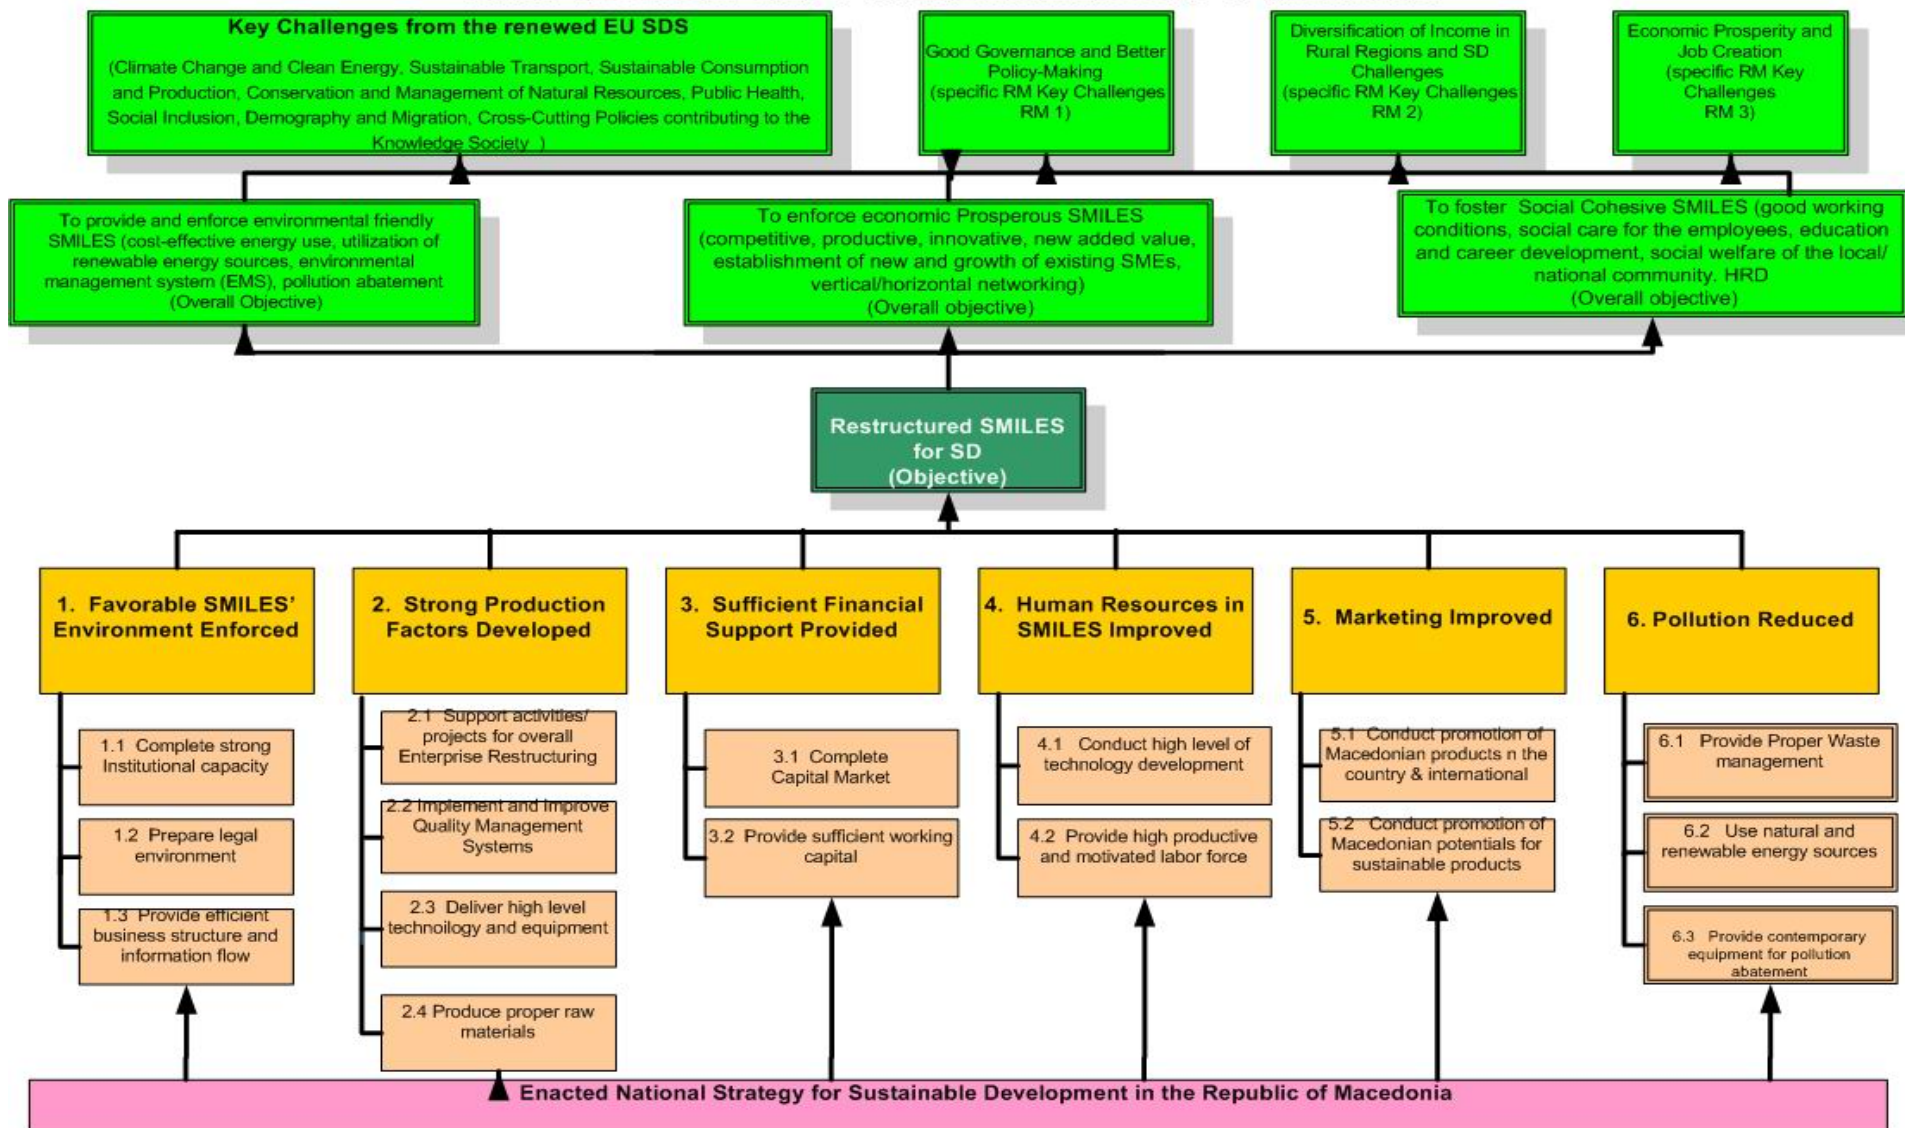 Key Challenges from the renewed EU SDS
(Climate Change and Clean Energy, Sustainable Transport, Sustainable Consumption
and Production, Conservation and Management of Natural Resources, Public Health,
Social Inclusion, Demography and Migration, Cross-Cutting Policies contributing to the
Knowledge Society )
Good Governance and Better
Policy-Making
(specific RM Key Challenges
RM 1)
Diversification of Income in
Rural Regions and SD
Challenges
(specific RM Key Challenges
RM 2)
Economic Prosperity and
Job Creation
(specific RM Key
Challenges
RM 3)
To provide and enforce environmental friendly
SMILES (cost-effective energy use, utilization of
renewable energy sources, environmental
management system (EMS), pollution abatement
(Overall Objective)
To enforce economic Prosperous SMILES
(competitive, productive, innovative, new added value,
establishment of new and growth of existing SMEs,
vertical/horizontal networking)
(Overall objective)
To foster Social Cohesive SMILES (good working
conditions, social care for the employees, education
and career development, social welfare of the local/
national community. HRD
(Overall objective)
Restructured SMILES
for SD
(Objective)
1. Favorable SMILES'
Environment Enforced
2. Strong Production
Factors Developed
3. Sufficient Financial
Support Provided
4. Human Resources in
SMILES Improved
5. Marketing Improved
6. Pollution Reduced
1.1 Complete strong
Institutional capacity
1.2 Prepare legal
environment
1.3 Provide efficient
business structure and
information flow
2.1 Support activities/
projects for overall
Enterprise Restructuring
2.2 Implement and Improve
Quality Management
Systems
2.3 Deliver high level
technoilogy and equipment
2.4 Produce proper raw
materials
3.1 Complete
Capital Market
3.2 Provide sufficient working
capital
4.1 Conduct high level of
technology development
4.2 Provide high productive
and motivated labor force
5.1 Conduct promotion of
Macedonian products n the
country & international
5.2 Conduct promotion of
Macedonian potentials for
sustainable products
6.1 Provide Proper Waste
management
6.2 Use natural and
renewable energy sources
6.3 Provide contemporary
equipment for pollution
abatement
Enacted National Strategy for Sustainable Development in the Republic of Macedonia